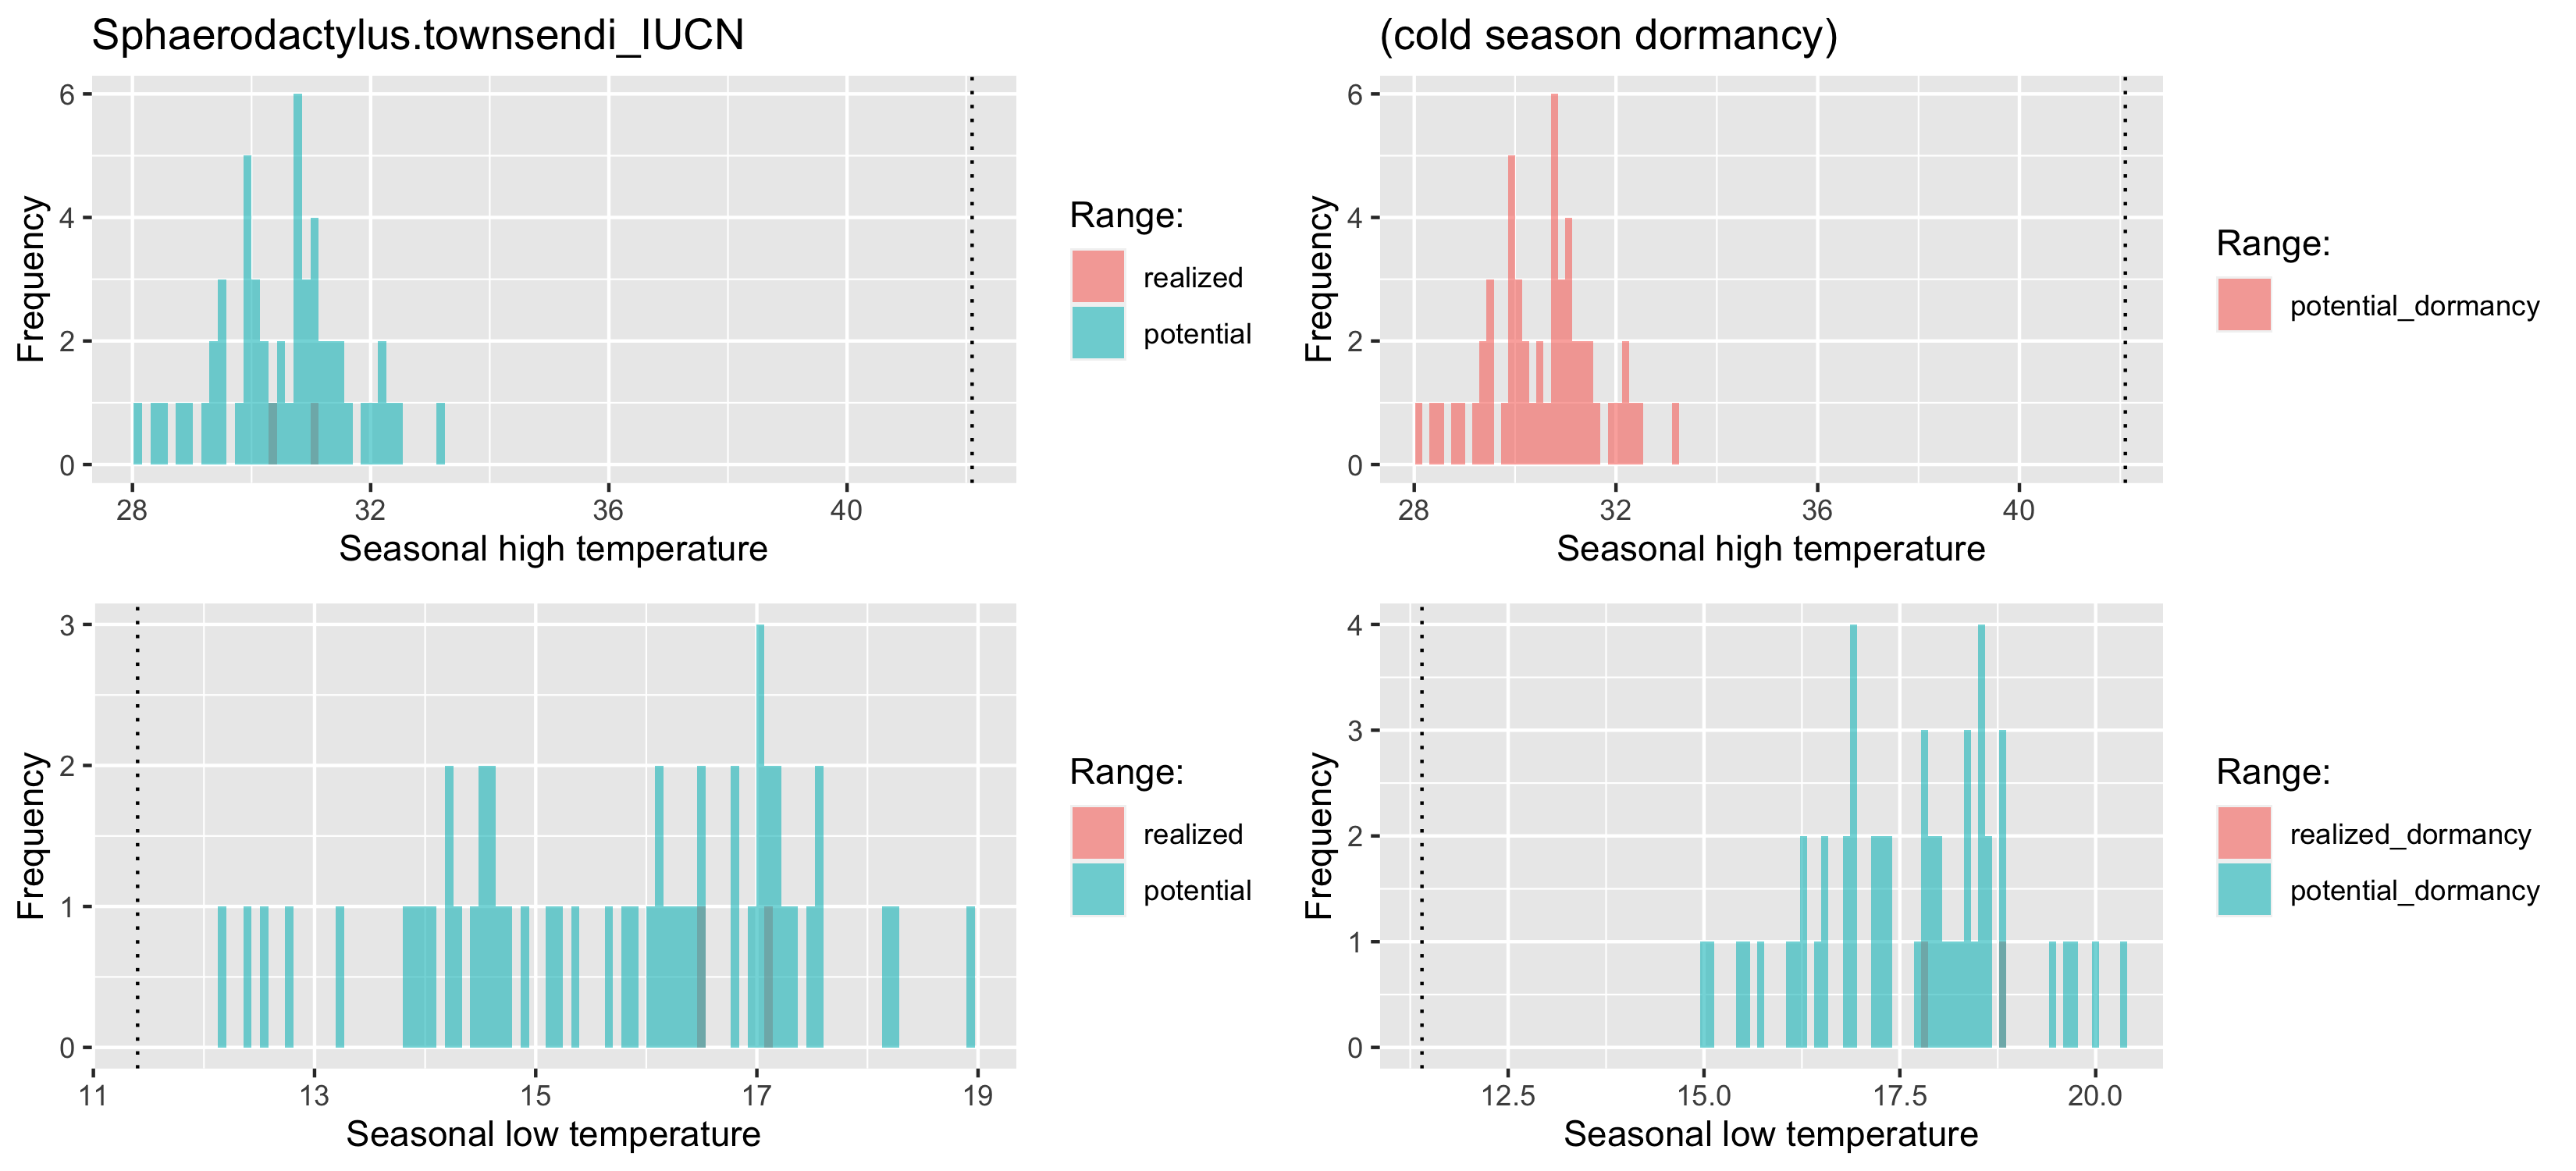 Sphaerodactylus.townsendi_IUCN
Frequency
6
4
2
0
28 32 36 40
Seasonal high temperature
Range:
realized
potential
(cold season dormancy)
Frequency
6
4
2
0
28 32 36 40
Seasonal high temperature
Range:
potential_dormancy
Frequency
3
2
1
0
11 13 15 17 19
Seasonal low temperature
Range:
realized
potential
Frequency
4
3
2
1
0
12.5 15.0 17.5 20.0
Seasonal low temperature
Range:
realized_dormancy
potential_dormancy